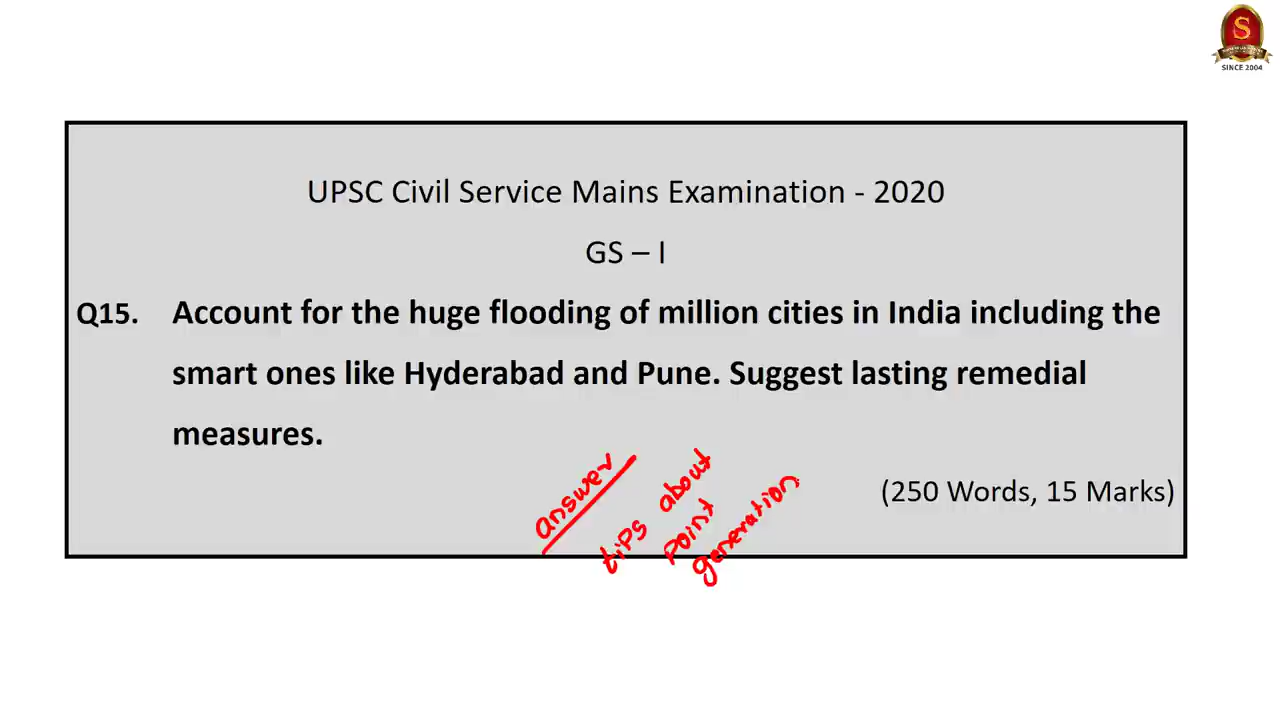 S
SINCE 2004
UPSC Civil Service Mains Examination - 2020
GS – I
Q15. Account for the huge flooding of million cities in India including the
smart ones like Hyderabad and Pune. Suggest lasting remedial
measures.
(250 Words, 15 Marks)
Answer
tips about
Point
generation